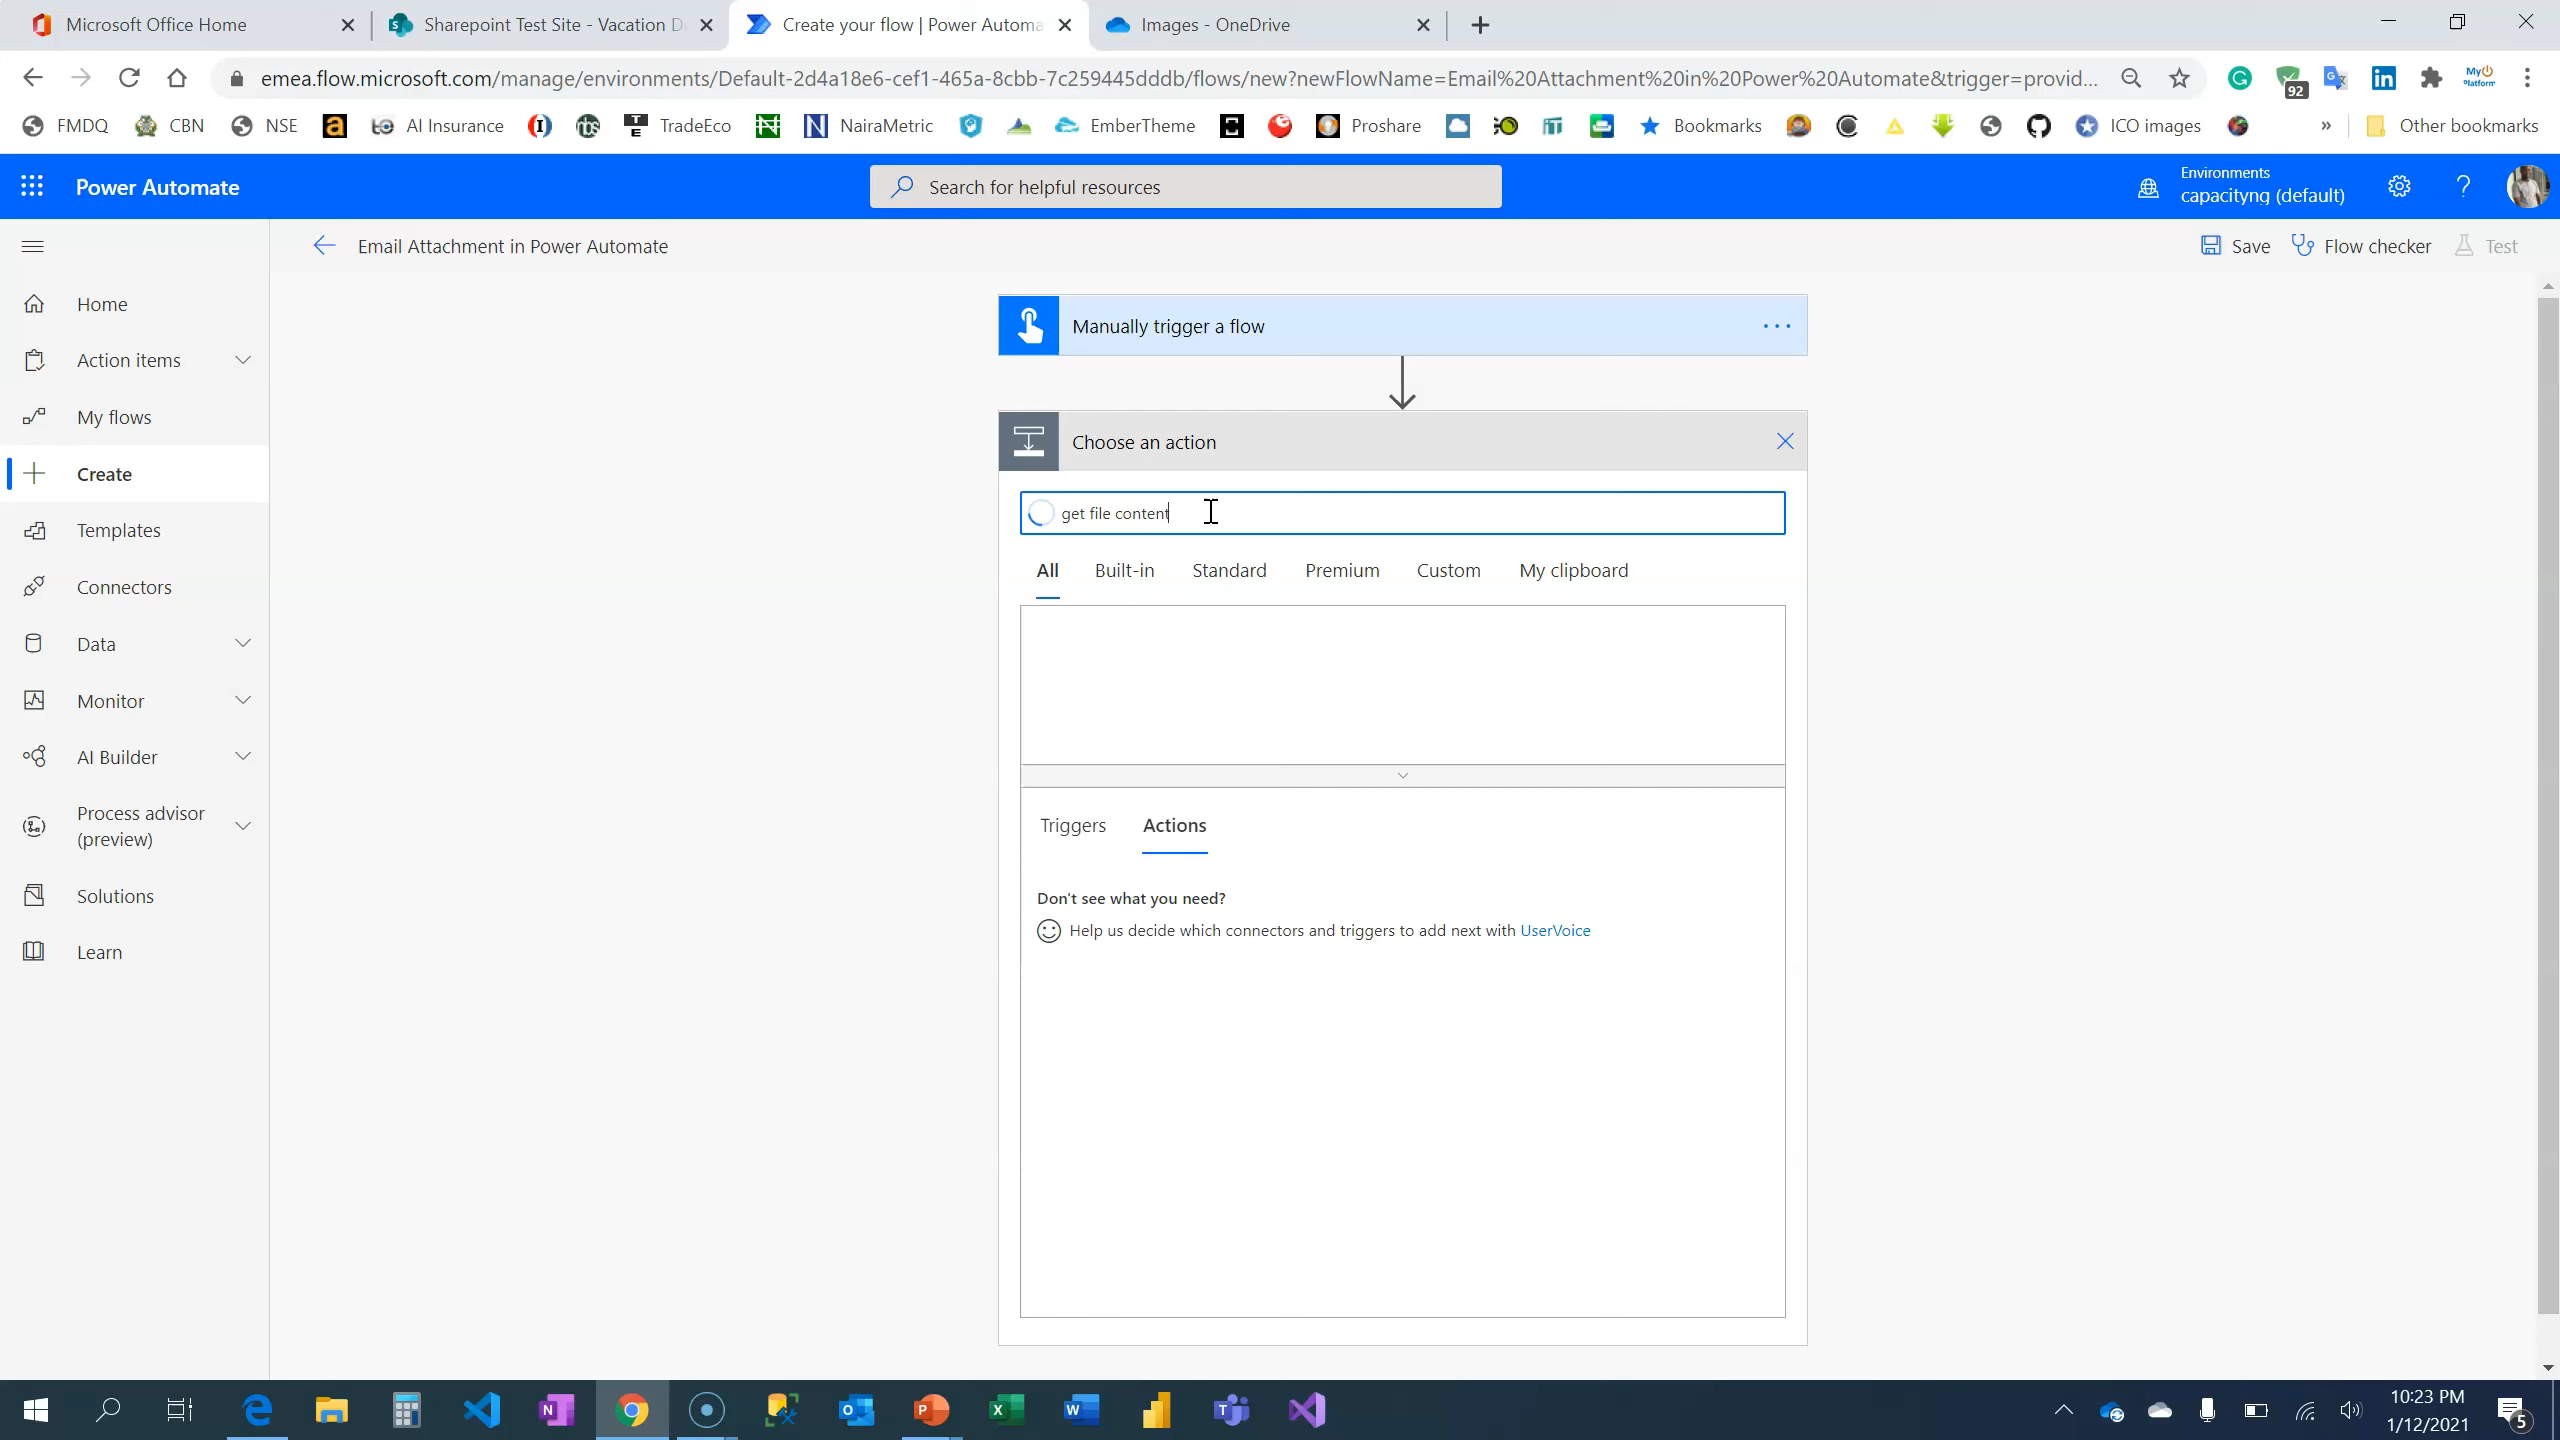 Microsoft Office Home
Sharepoint Test Site - Vacation D
Create your flow | Power Automa
Images - OneDrive
emea.flow.microsoft.com/manage/environments/Default-2d4a18e6-cef1-465a-8cbb-7c259445dddb/flows/new?newFlowName=Email%20Attachment%20in%20Power%20Automate&trigger=provid...
92
FMDQ
CBN
NSE
AI Insurance
TradeEco
NairaMetric
EmberTheme
Proshare
Bookmarks
ICO images
»
Other bookmarks
Power Automate
Search for helpful resources
Environments
capacityng (default)
Email Attachment in Power Automate
Save
Flow checker
Test
Home
Action items
My flows
Create
Templates
Connectors
Data
Monitor
AI Builder
Process advisor
(preview)
Solutions
Learn
Manually trigger a flow
Choose an action
get file content
All
Built-in
Standard
Premium
Custom
My clipboard
Triggers
Actions
Don't see what you need?
Help us decide which connectors and triggers to add next with UserVoice
10:23 PM
1/12/2021
5